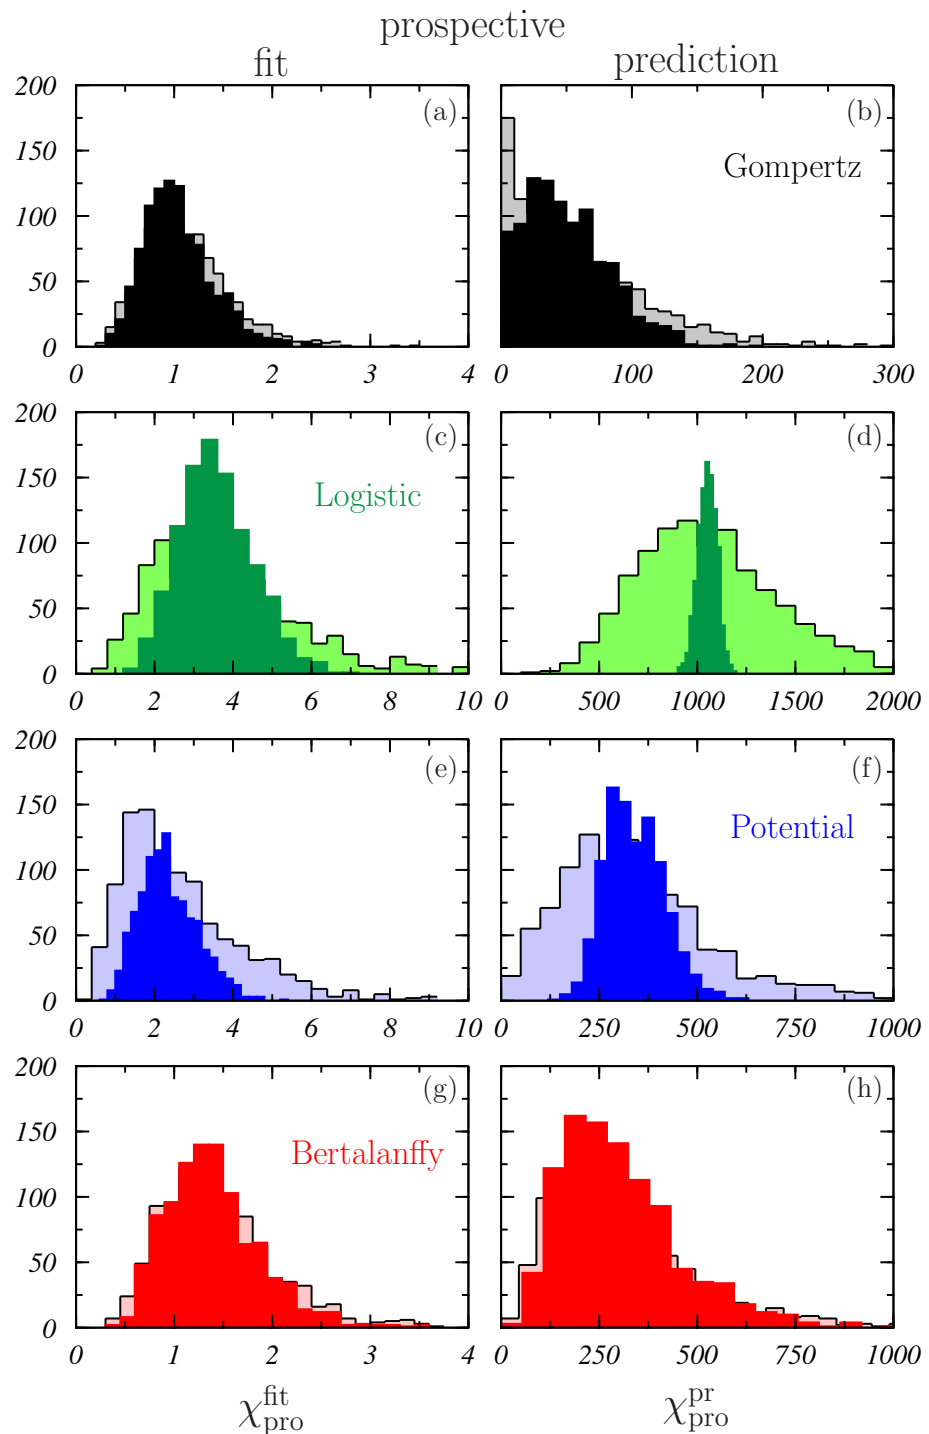 prospective
fit prediction
200 (a) (b)
150 Gompertz
100
50
0
0 1 2 3 4 0 100 200 300
200 (c) (d)
150 Logistic
100
50
0
0 2 4 6 8 10 0 500 1000 1500 2000
200 (e) (f)
150 Potential
100
50
0
0 2 4 6 8 10 0 250 500 750 1000
200 (g) (h)
150 Bertalanffy
100
50
0
0 1 2 3 4 0 250 500 750 1000
χ^fit_pro χ^pr_pro